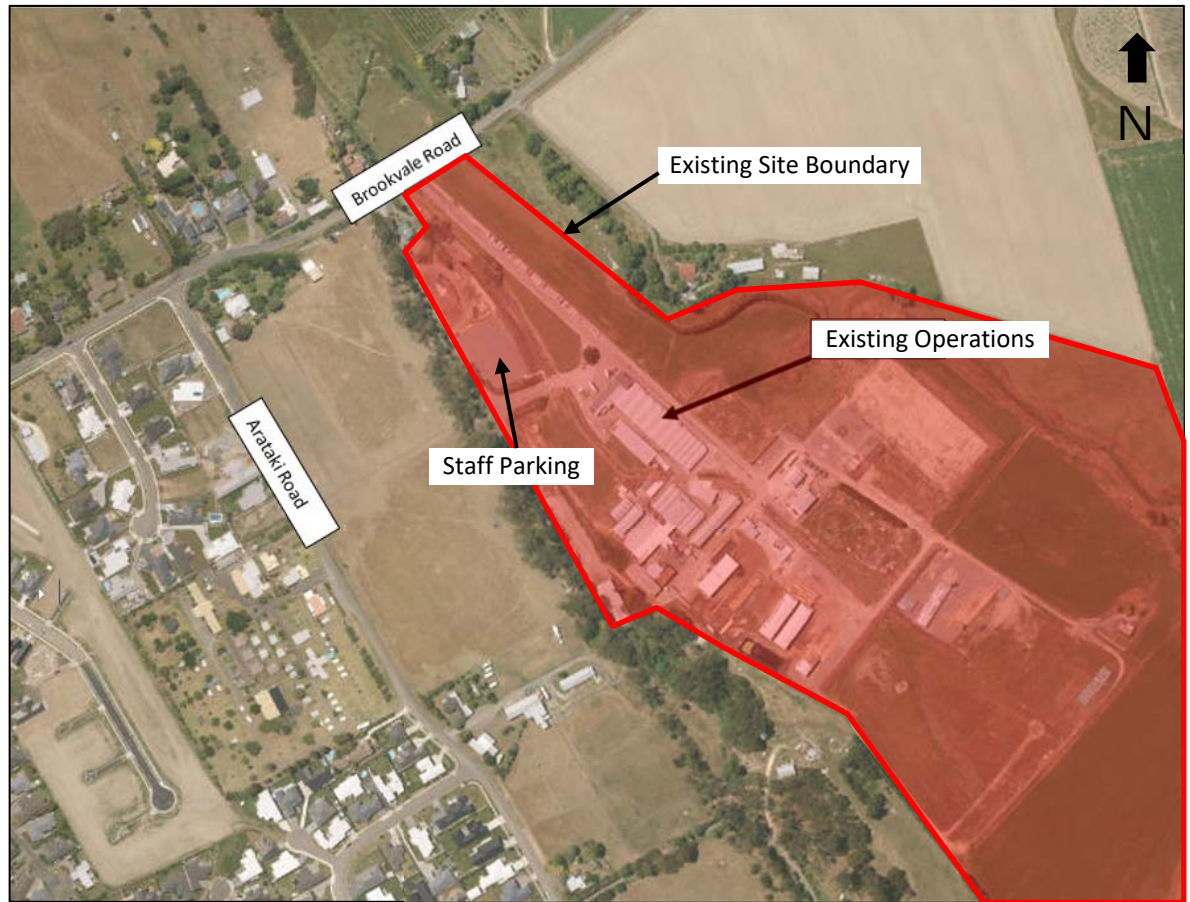 N
Brookvale Road
Existing Site Boundary
Existing Operations
Staff Parking
Arataki Road